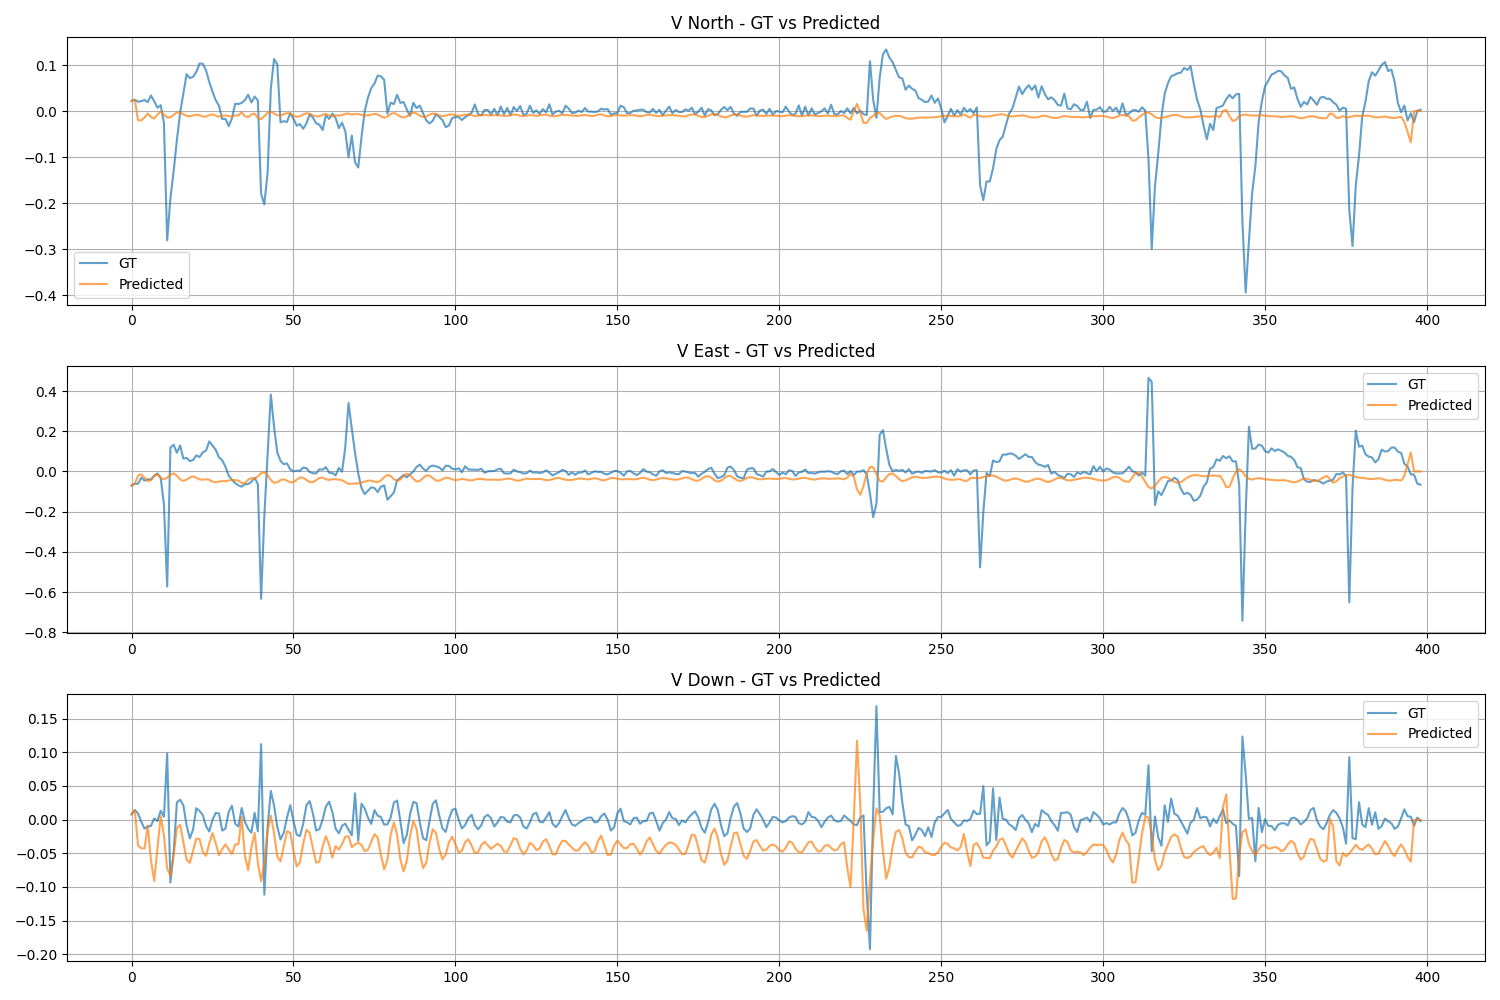 V North - GT vs Predicted
0.1
0.0
−0.1
−0.2
−0.3
−0.4
GT
Predicted
0 50 100 150 200 250 300 350 400
V East - GT vs Predicted
0.4
0.2
0.0
−0.2
−0.4
−0.6
−0.8
GT
Predicted
0 50 100 150 200 250 300 350 400
V Down - GT vs Predicted
0.15
0.10
0.05
0.00
−0.05
−0.10
−0.15
−0.20
GT
Predicted
0 50 100 150 200 250 300 350 400